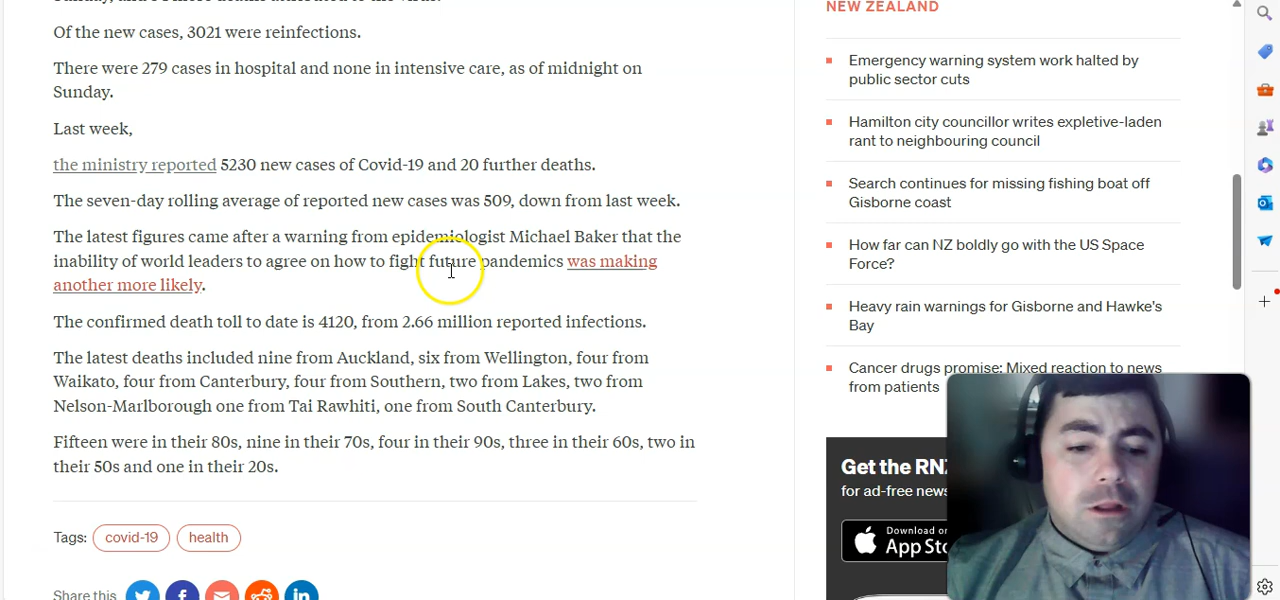 Of the new cases, 3021 were reinfections.
There were 279 cases in hospital and none in intensive care, as of midnight on
Sunday.
Last week,
the ministry reported 5230 new cases of Covid-19 and 20 further deaths.
The seven-day rolling average of reported new cases was 509, down from last week.
The latest figures came after a warning from epidemiologist Michael Baker that the
inability of world leaders to agree on how to fight future pandemics was making
another more likely.
The confirmed death toll to date is 4120, from 2.66 million reported infections.
The latest deaths included nine from Auckland, six from Wellington, four from
Waikato, four from Canterbury, four from Southern, two from Lakes, two from
Nelson-Marlborough one from Tai Rawhiti, one from South Canterbury.
Fifteen were in their 80s, nine in their 70s, four in their 90s, three in their 60s, two in
their 50s and one in their 20s.
Tags: covid-19 health
Share this
NEW ZEALAND
Emergency warning system work halted by
public sector cuts
Hamilton city councillor writes expletive-laden
rant to neighbouring council
Search continues for missing fishing boat off
Gisborne coast
How far can NZ boldly go with the US Space
Force?
Heavy rain warnings for Gisborne and Hawke's
Bay
Cancer drugs promise: Mixed reaction to news
from patients
Get the RNZ
for ad-free news
Download on
App Sto